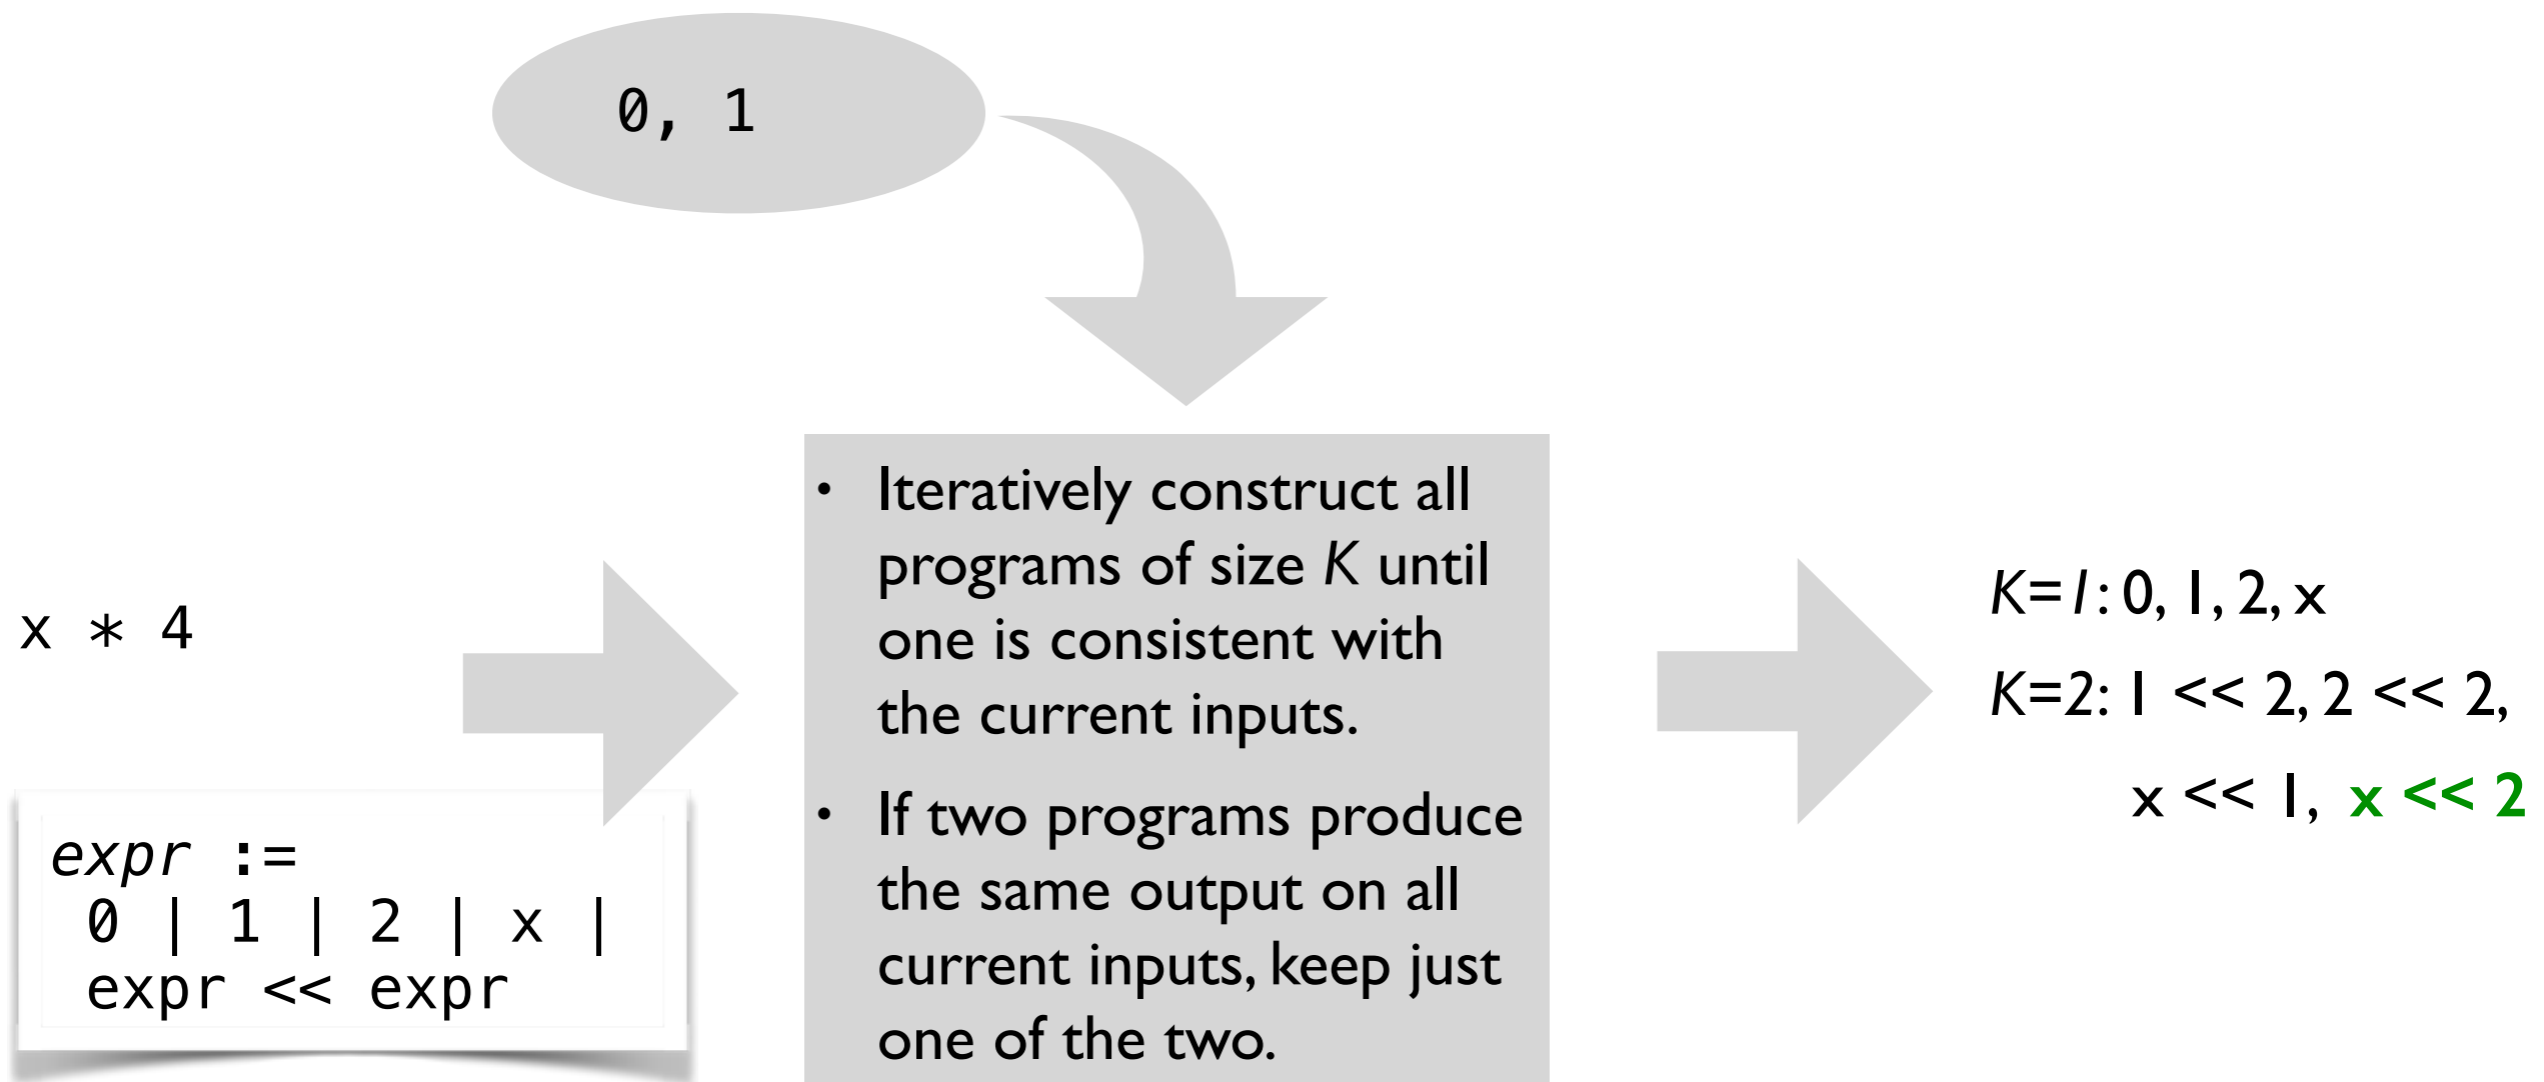 0, 1
x * 4
expr :=
0 | 1 | 2 | x |
expr << expr
• Iteratively construct all
programs of size K until
one is consistent with
the current inputs.
• If two programs produce
the same output on all
current inputs, keep just
one of the two.
K=1: 0, 1, 2, x
K=2: 1 << 2, 2 << 2,
x << 1, x << 2